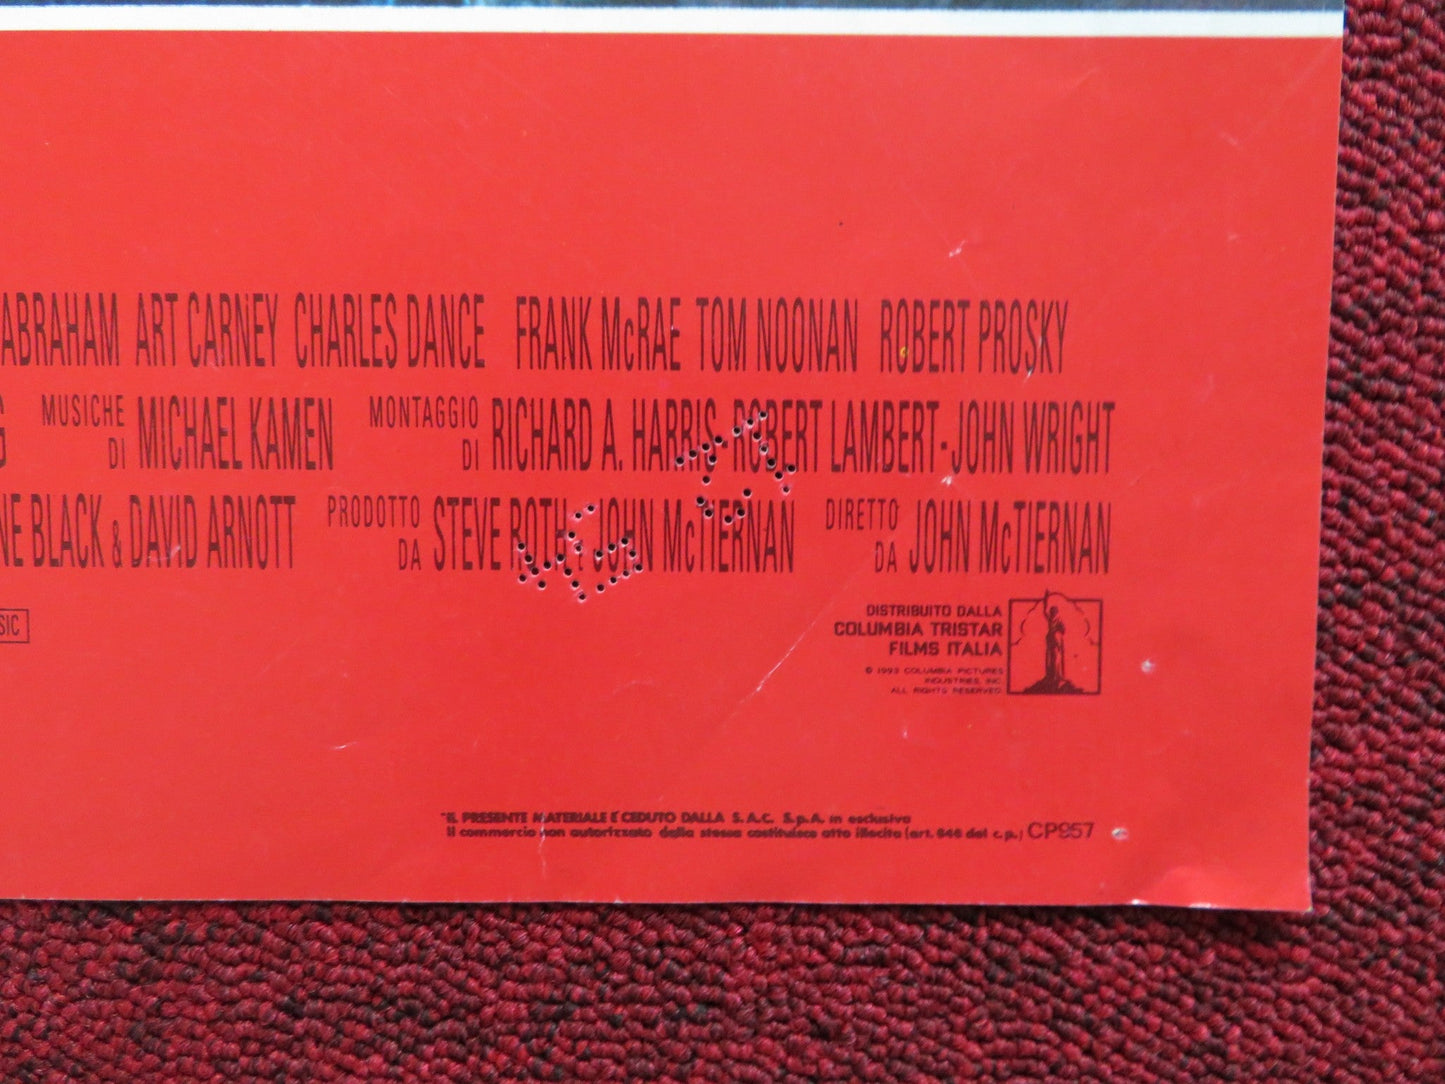 ABRAHAM ART CARNEY CHARLES DANCE FRANK McRAE TOM NOONAN ROBERT PROSKY
G MUSICHE DI MICHAEL KAMEN MONTAGGIO DI RICHARD A. HARRIS·ROBERT LAMBERT·JOHN WRIGHT
NE BLACK & DAVID ARNOTT PRODOTTO DA STEVE ROTH E JOHN McTIERNAN DIRETTO DA JOHN McTIERNAN
SIC
DISTRIBUITO DALLA
COLUMBIA TRISTAR
FILMS ITALIA
© 1993 COLUMBIA PICTURES
INDUSTRIES, INC.
ALL RIGHTS RESERVED.
"IL PRESENTE MATERIALE È CEDUTO DALLA S.A.C. S.p.A. in esclusiva
Il commercio non autorizzato della stessa costituisce atto illecito (art. 646 del c.p.) CP957